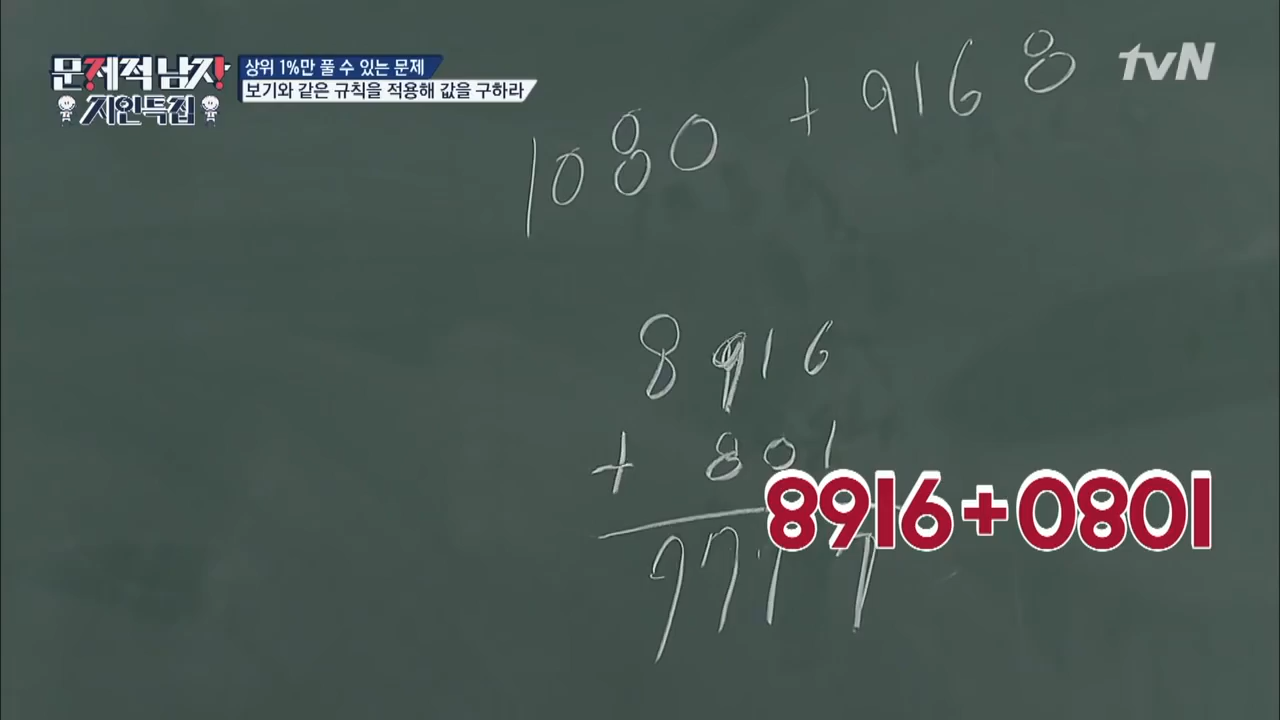 문제적남자
지인특집
상위 1%만 풀 수 있는 문제
보기와 같은 규칙을 적용해 값을 구하라
tvN
1080 + 9168
8916
+ 801
9717
8916+0801